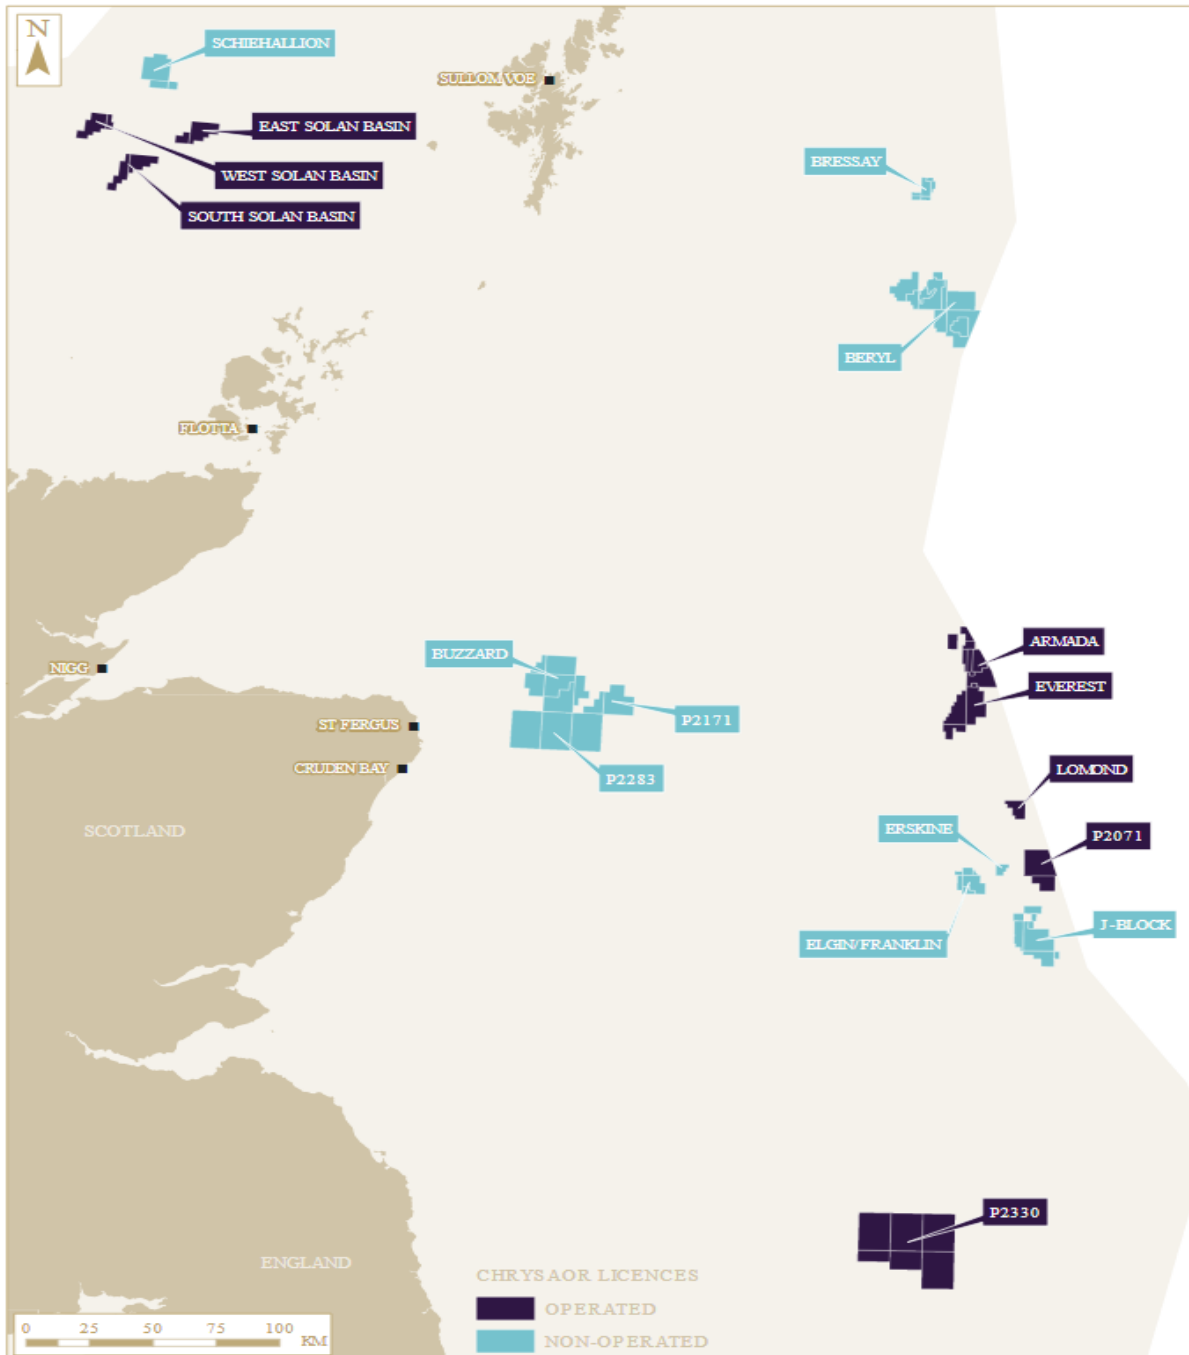 N
SCHIEHALLION
SULLOM VOE
EAST SOLAN BASIN
WEST SOLAN BASIN
SOUTH SOLAN BASIN
BRESSAY
BERYL
FLOTTA
NIGG
BUZZARD
ARMADA
EVEREST
P2171
ST FERGUS
CRUDEN BAY
P2283
LOMOND
SCOTLAND
ERSKINE
P2071
J-BLOCK
ELGIN/FRANKLIN
P2330
ENGLAND
CHRYSAOR LICENCES
OPERATED
NON-OPERATED
0 25 50 75 100
KM